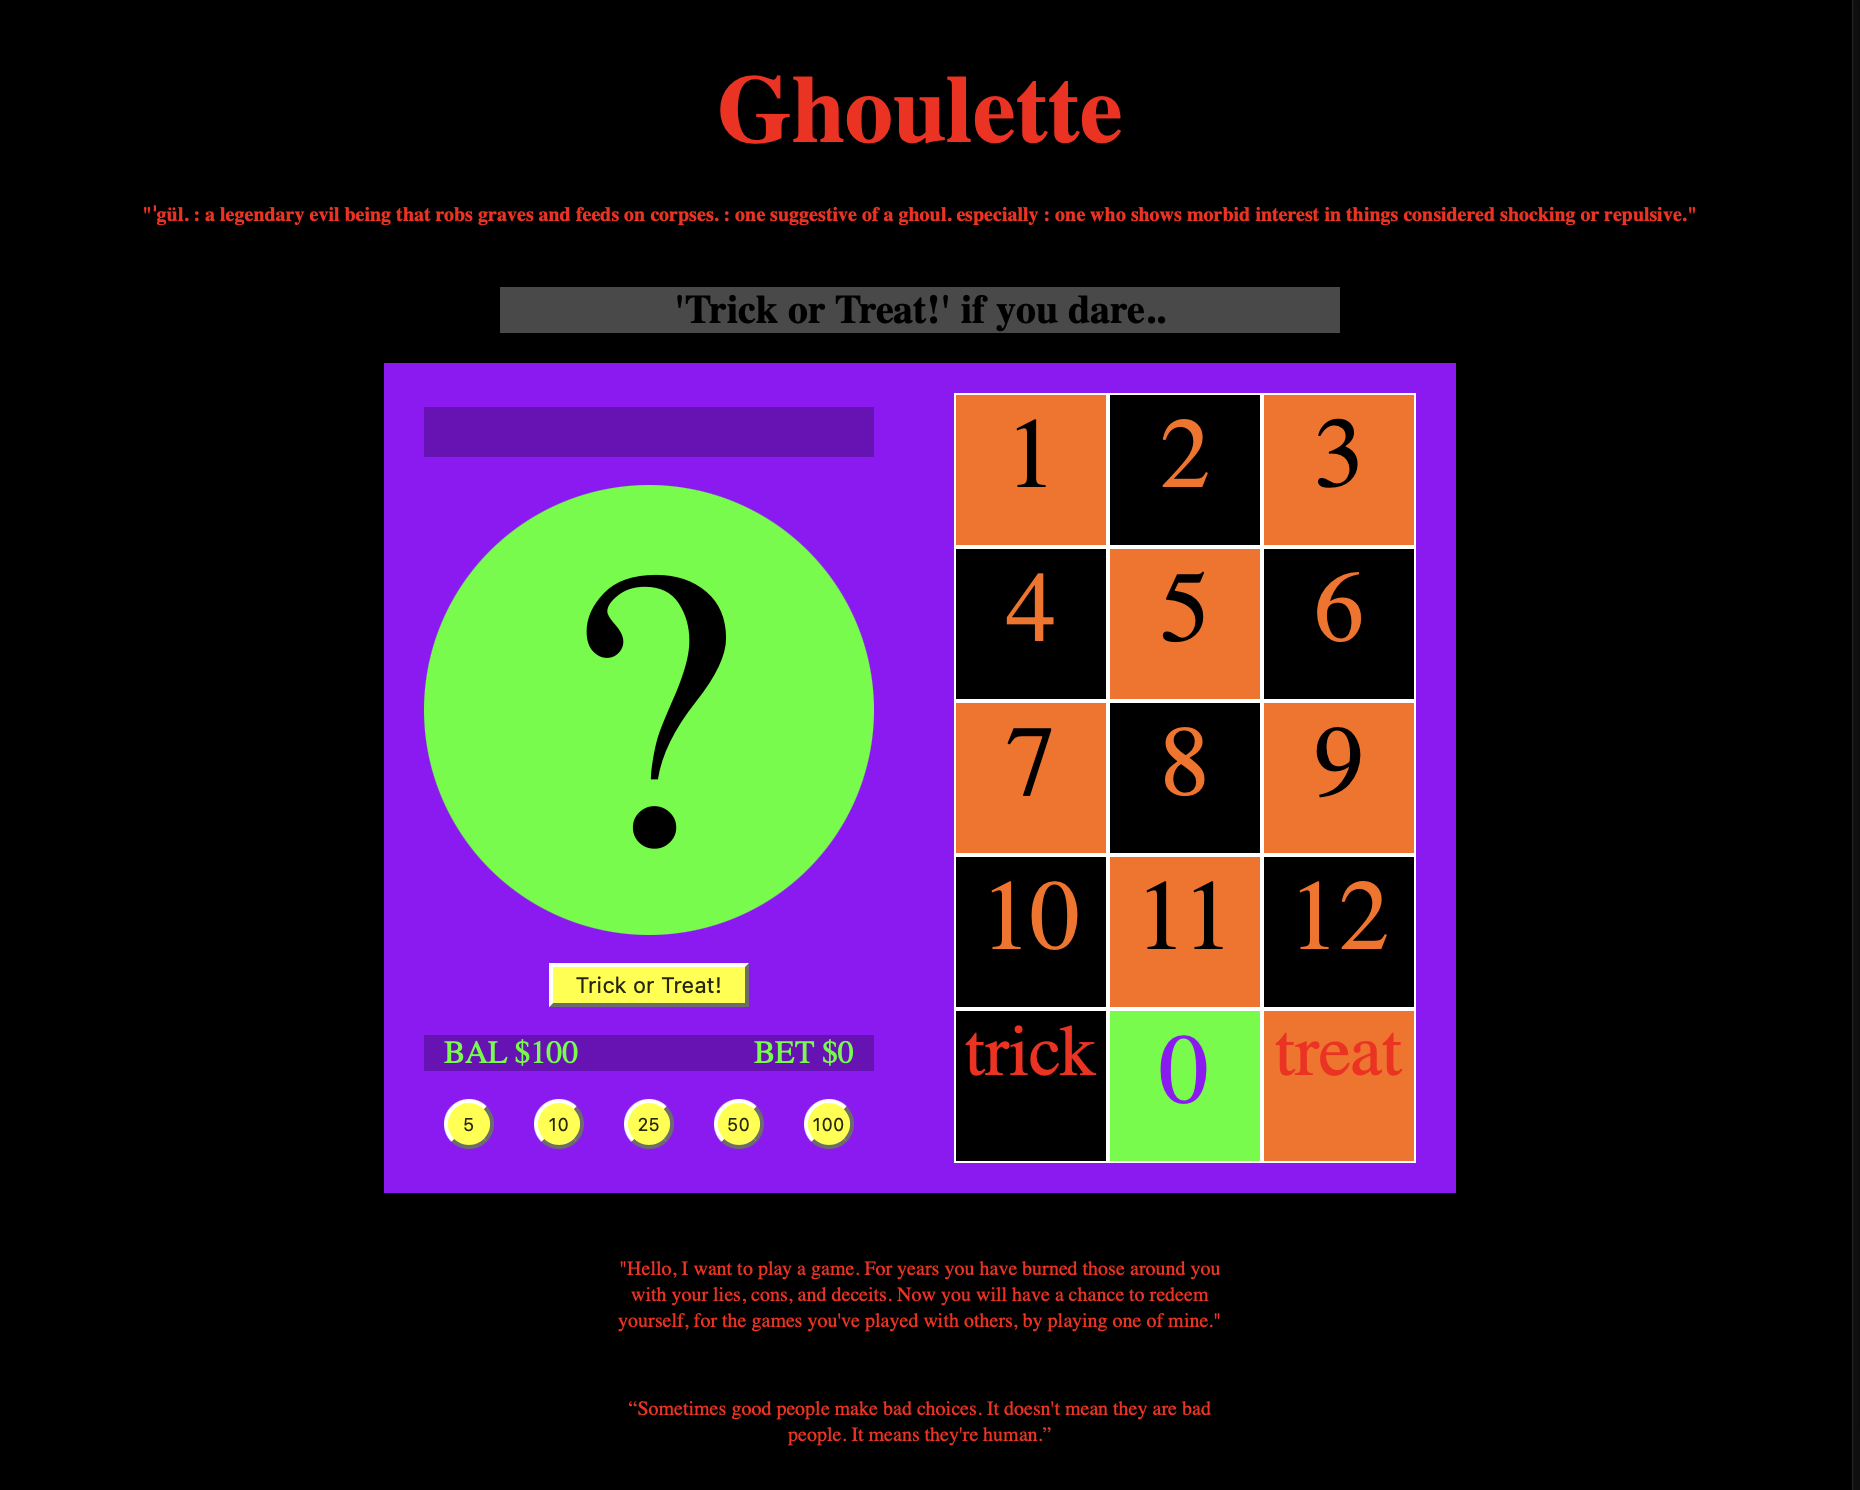 Ghoulette
"ˈgül. : a legendary evil being that robs graves and feeds on corpses. : one suggestive of a ghoul. especially : one who shows morbid interest in things considered shocking or repulsive."
'Trick or Treat!' if you dare..
?
Trick or Treat!
BAL $100 BET $0
5 10 25 50 100
1 2 3
4 5 6
7 8 9
10 11 12
trick 0 treat
"Hello, I want to play a game. For years you have burned those around you
with your lies, cons, and deceits. Now you will have a chance to redeem
yourself, for the games you've played with others, by playing one of mine."
“Sometimes good people make bad choices. It doesn't mean they are bad
people. It means they're human.”